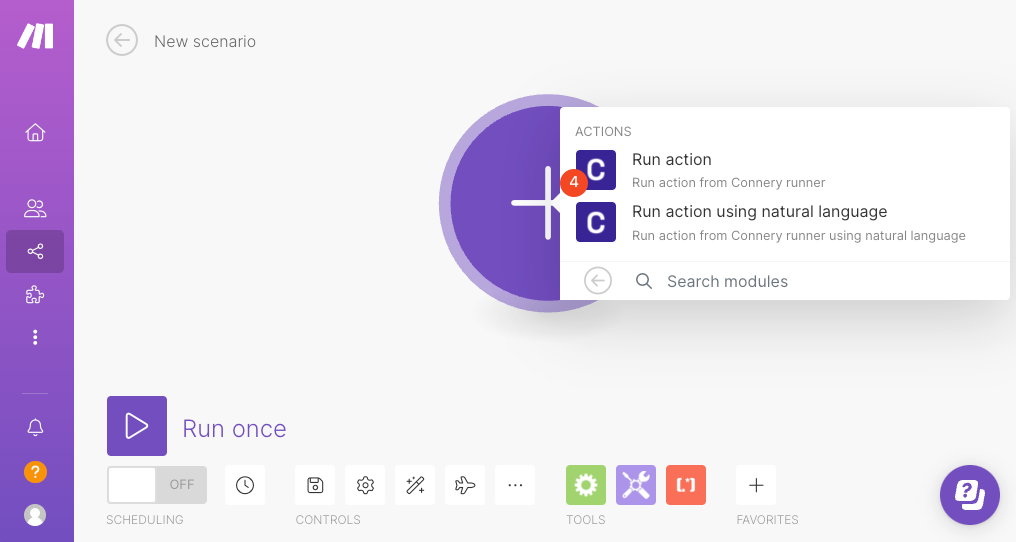 New scenario
ACTIONS
Run action
Run action from Connery runner
4
C
Run action using natural language
Run action from Connery runner using natural language
C
Search modules
Run once
OFF
SCHEDULING
CONTROLS
TOOLS
[.*]
FAVORITES
?
?